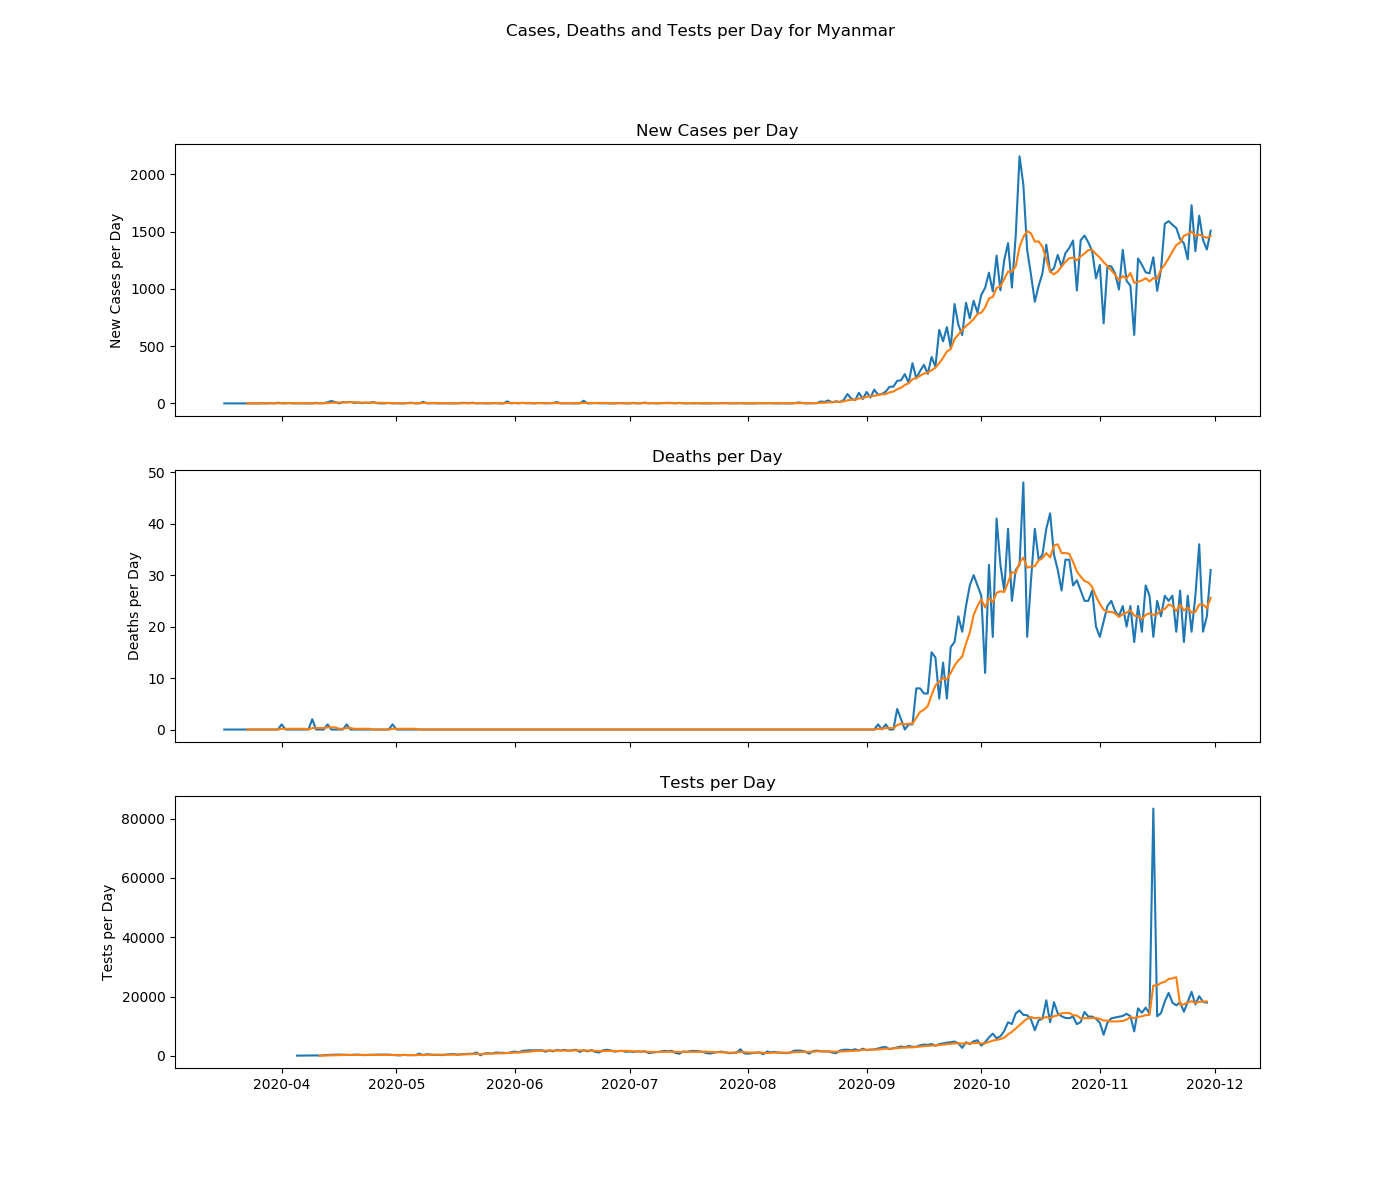 Cases, Deaths and Tests per Day for Myanmar
New Cases per Day
New Cases per Day
2000
1500
1000
500
0
Deaths per Day
Deaths per Day
50
40
30
20
10
0
Tests per Day
Tests per Day
80000
60000
40000
20000
0
2020-04 2020-05 2020-06 2020-07 2020-08 2020-09 2020-10 2020-11 2020-12